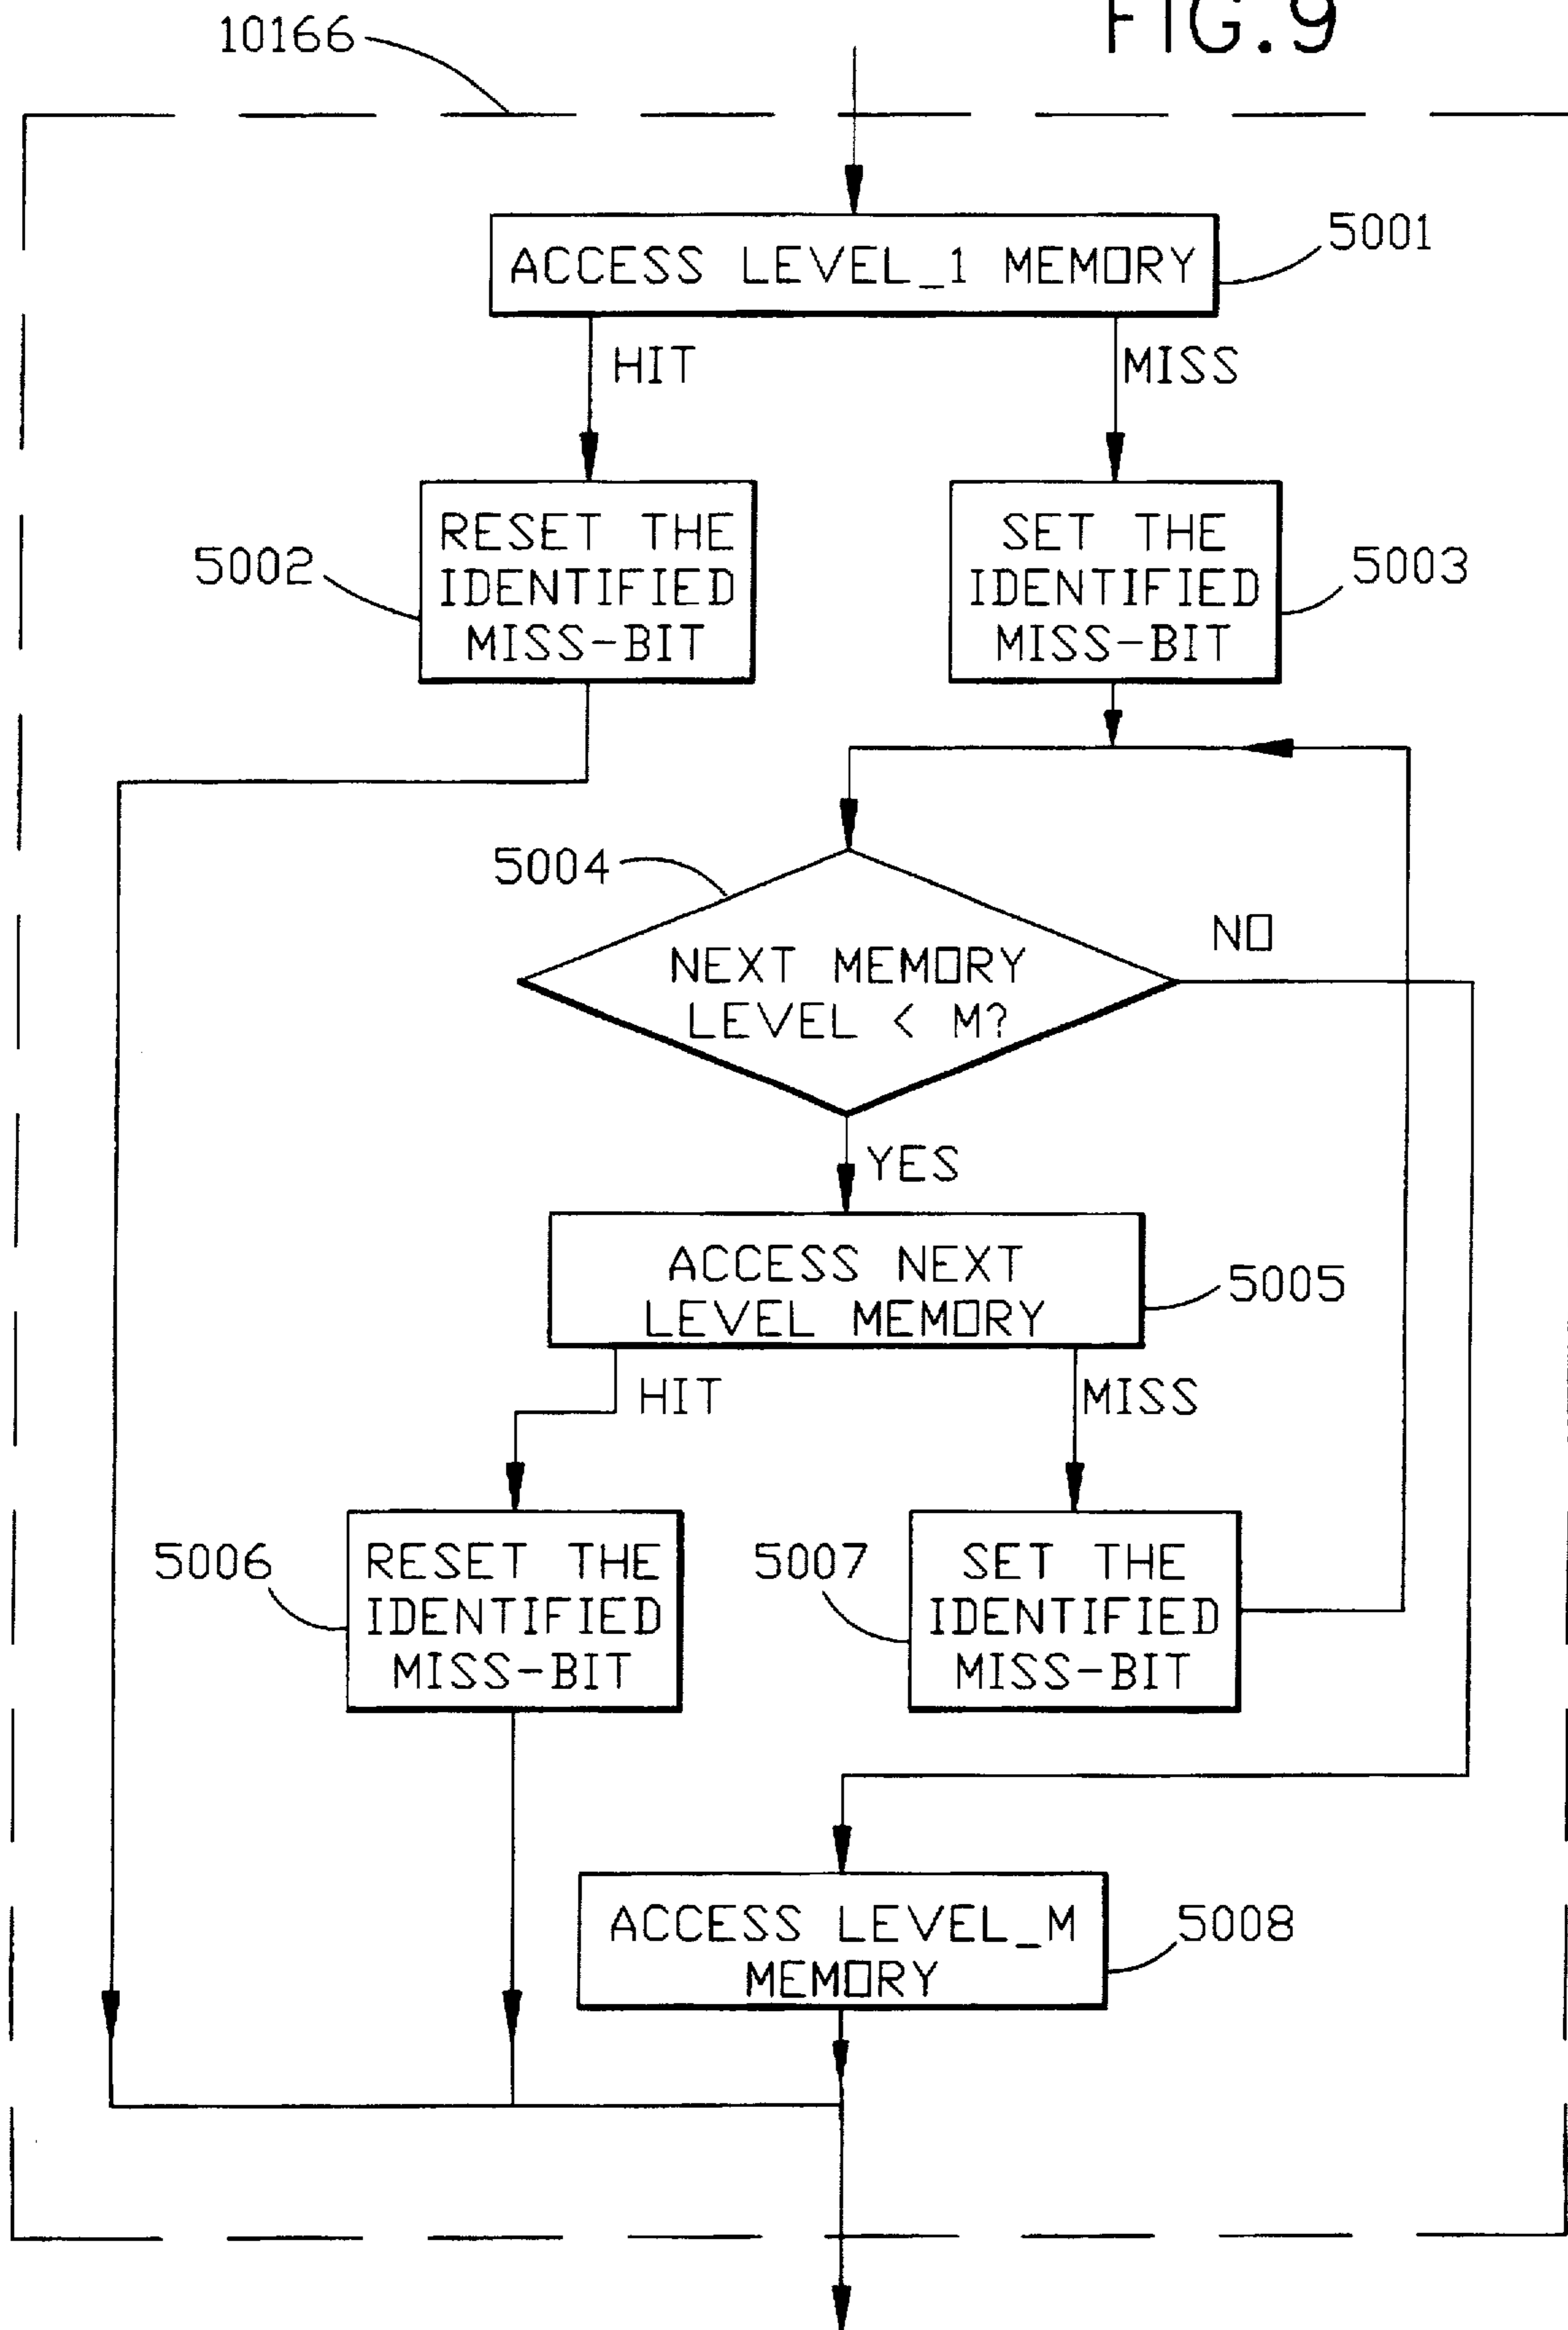 FIG.9
10166
ACCESS LEVEL_1 MEMORY
5001
HIT
MISS
RESET THE
IDENTIFIED
MISS-BIT
5002
SET THE
IDENTIFIED
MISS-BIT
5003
5004
NEXT MEMORY
LEVEL < M?
NO
YES
ACCESS NEXT
LEVEL MEMORY
5005
HIT
MISS
5006
RESET THE
IDENTIFIED
MISS-BIT
5007
SET THE
IDENTIFIED
MISS-BIT
ACCESS LEVEL_M
MEMORY
5008